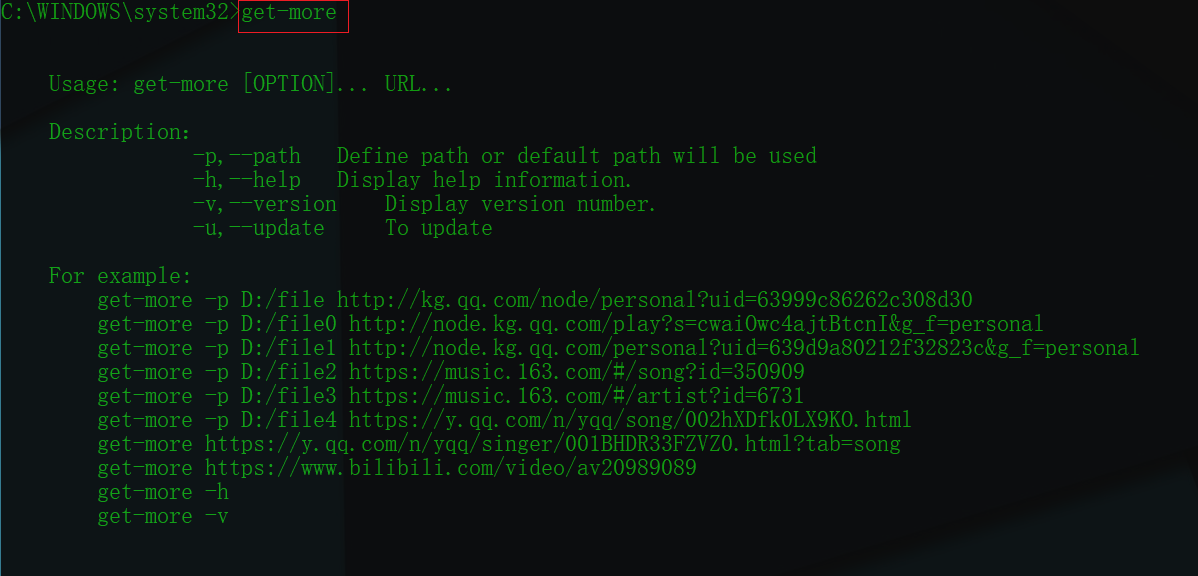 C:\WINDOWS\system32>get-more
Usage: get-more [OPTION]... URL...
Description:
-p,--path Define path or default path will be used
-h,--help Display help information.
-v,--version Display version number.
-u,--update To update
For example:
get-more -p D:/file http://kg.qq.com/node/personal?uid=63999c86262c308d30
get-more -p D:/file0 http://node.kg.qq.com/play?s=cwaiOwc4ajtBtcnI&g_f=personal
get-more -p D:/file1 http://node.kg.qq.com/personal?uid=639d9a80212f32823c&g_f=personal
get-more -p D:/file2 https://music.163.com/#/song?id=350909
get-more -p D:/file3 https://music.163.com/#/artist?id=6731
get-more -p D:/file4 https://y.qq.com/n/yqq/song/002hXDfk0LX9KO.html
get-more https://y.qq.com/n/yqq/singer/001BHDR33FZVZ0.html?tab=song
get-more https://www.bilibili.com/video/av20989089
get-more -h
get-more -v